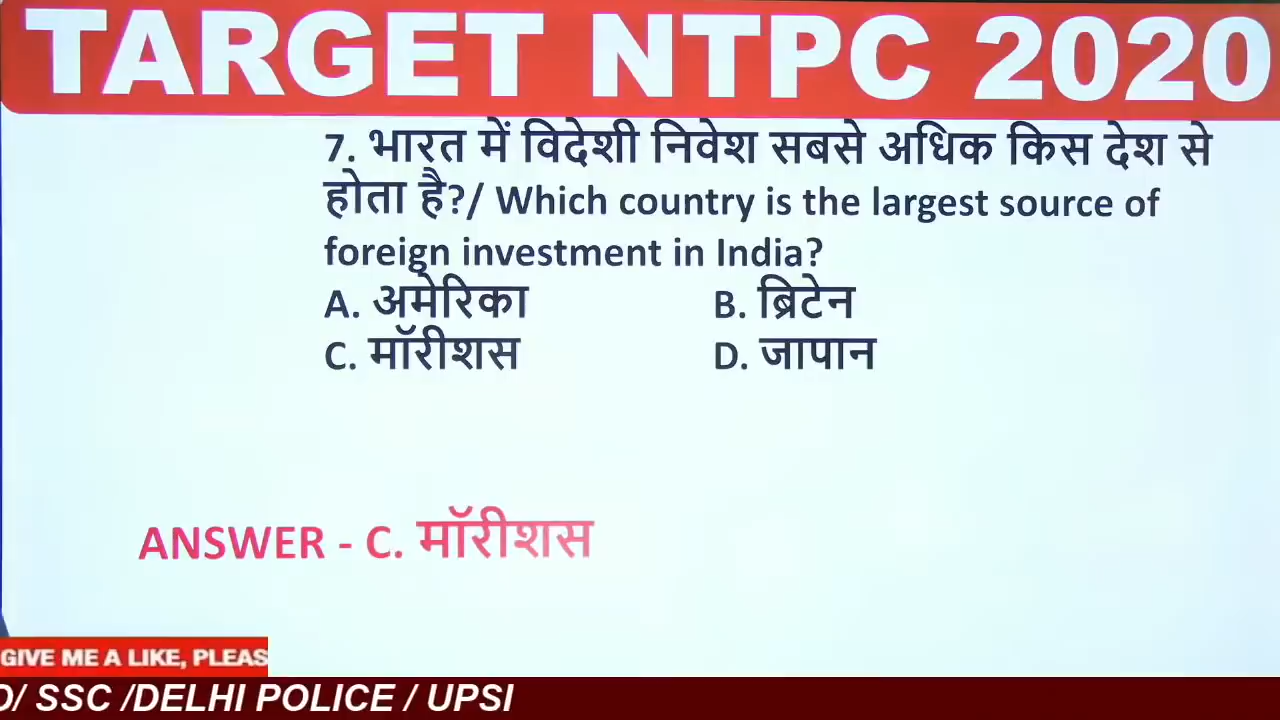 TARGET NTPC 2020
7. भारत में विदेशी निवेश सबसे अधिक किस देश से
होता है?/ Which country is the largest source of
foreign investment in India?
A. अमेरिका B. ब्रिटेन
C. मॉरीशस D. जापान
ANSWER - C. मॉरीशस
GIVE ME A LIKE, PLEAS
D/ SSC /DELHI POLICE / UPSI